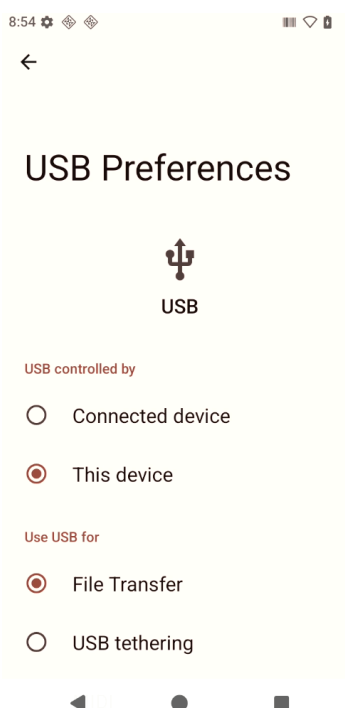 8:54
USB Preferences
USB
USB controlled by
Connected device
This device
Use USB for
File Transfer
USB tethering